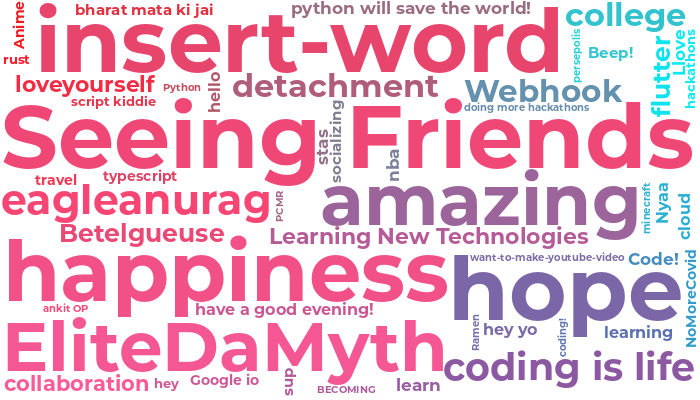 Anime
bharat mata ki jai
python will save the world!
college
insert-word
persepolis
Beep!
flutter
I love
hackathons
rust
loveyourself
Python
hello
detachment
Webhook
script kiddie
doing more hackathons
Seeing Friends
stas
socializing
nba
travel
typescript
eagleanurag
PCMR
amazing
minecraft
Nyaa
cloud
Betelgueuse
Learning New Technologies
happiness
want-to-make-youtube-video
Code!
NoMoreCovid
hope
ankit OP
have a good evening!
EliteDaMyth
Ramen
hey yo
coding!
learning
coding is life
collaboration
hey
Google io
sup
BECOMING
learn